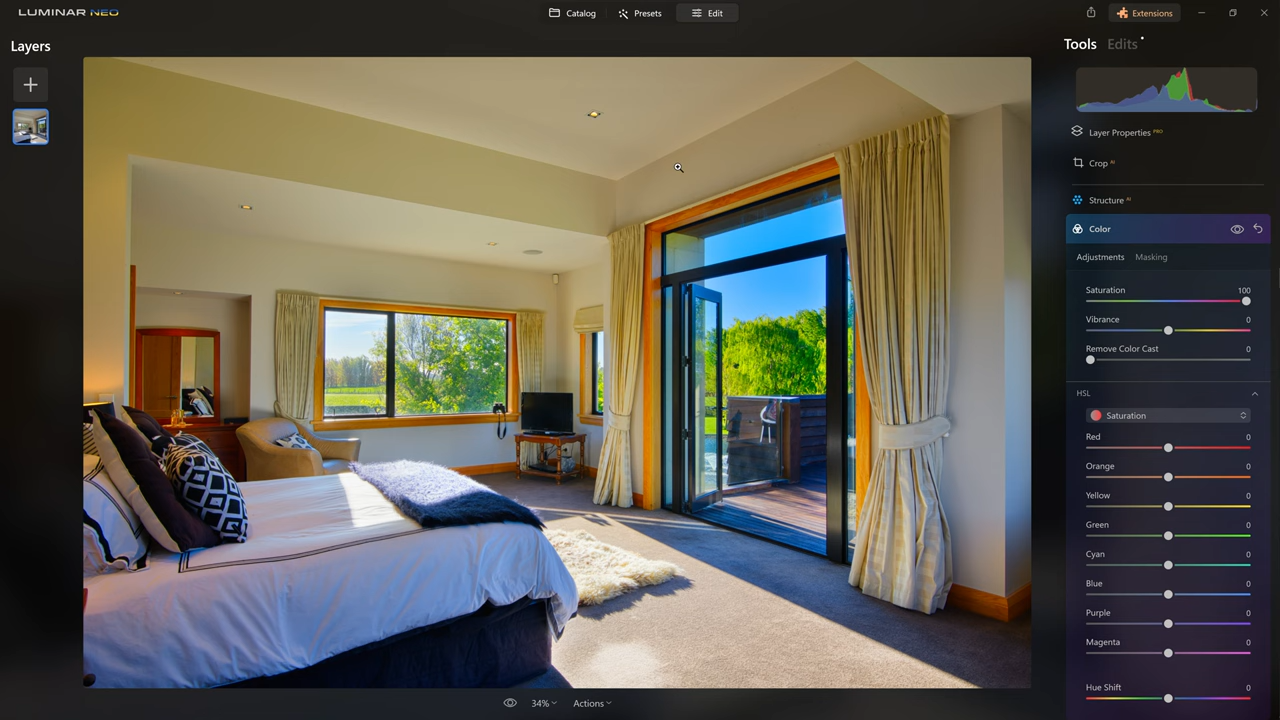 LUMINAR NEO
Catalog
Presets
Edit
Extensions
Layers
Tools
Edits
Layer Properties PRO
Crop AI
Structure AI
Color
Adjustments
Masking
Saturation 100
Vibrance 0
Remove Color Cast 0
HSL
Saturation
Red 0
Orange 0
Yellow 0
Green 0
Cyan 0
Blue 0
Purple 0
Magenta 0
Hue Shift 0
34%
Actions